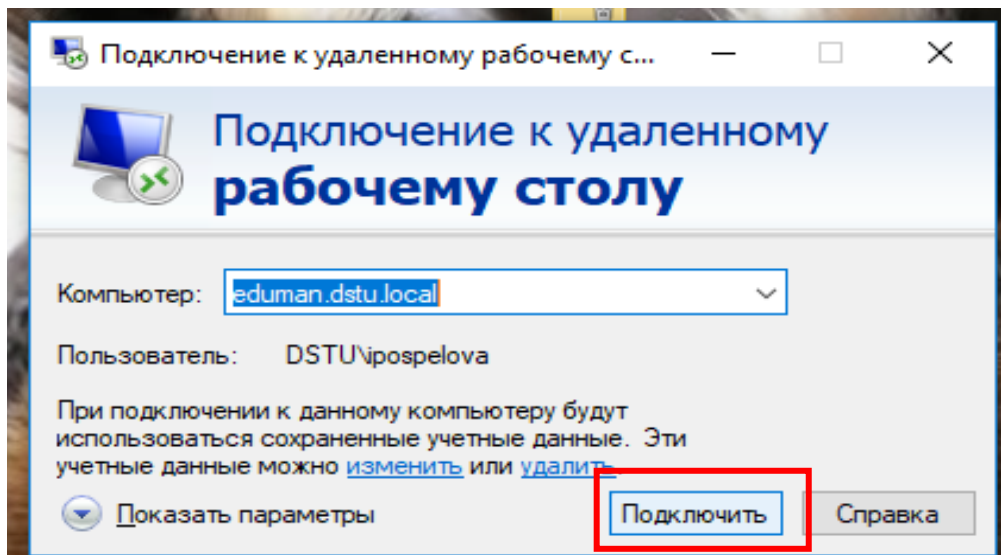 Подключение к удаленному рабочему с...
Подключение к удаленному
рабочему столу
Компьютер: eduman.dstu.local
Пользователь: DSTU\ipospelova
При подключении к данному компьютеру будут
использоваться сохраненные учетные данные. Эти
учетные данные можно изменить или удалить.
Показать параметры Подключить Справка